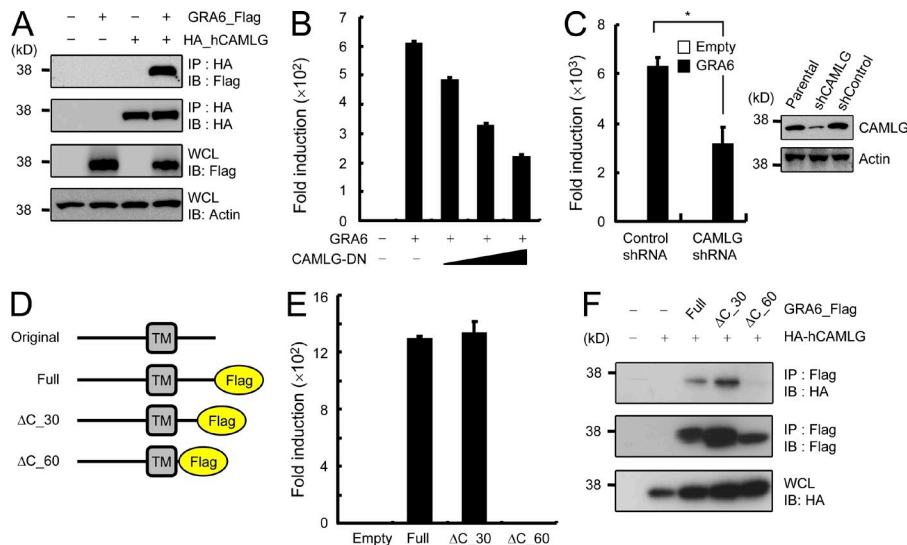 A
– + – + GRA6_Flag
– – + + HA_hCAMLG
(kD)
38
IP : HA
IB : Flag
IP : HA
IB : HA
38
WCL
IB: Flag
38
WCL
IB: Actin
B
Fold induction (×10²)
7
6
5
4
3
2
1
0
GRA6 – + + + +
CAMLG-DN – –
C
*
Fold induction (×10³)
8
6
4
2
0
Empty
GRA6
Control
shRNA
CAMLG
shRNA
Parental
shCAMLG
shControl
(kD)
38
CAMLG
38
Actin
D
Original TM
Full TM Flag
ΔC_30 TM Flag
ΔC_60 TM Flag
E
Fold induction (×10²)
16
12
8
4
0
Empty Full ΔC_30 ΔC_60
F
– – Full ΔC_30 ΔC_60 GRA6_Flag
– + + + + HA-hCAMLG
(kD)
38
IP : Flag
IB : HA
38
IP : Flag
IB : Flag
38
WCL
IB: HA